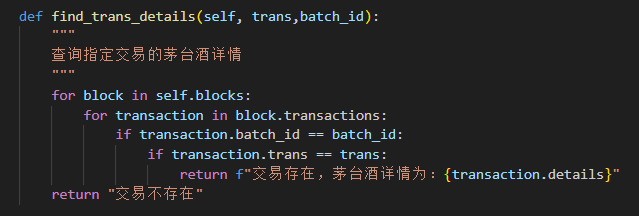 def find_trans_details(self, trans,batch_id):
"""
查询指定交易的茅台酒详情
"""
for block in self.blocks:
for transaction in block.transactions:
if transaction.batch_id == batch_id:
if transaction.trans == trans:
return f"交易存在，茅台酒详情为：{transaction.details}"
return "交易不存在"